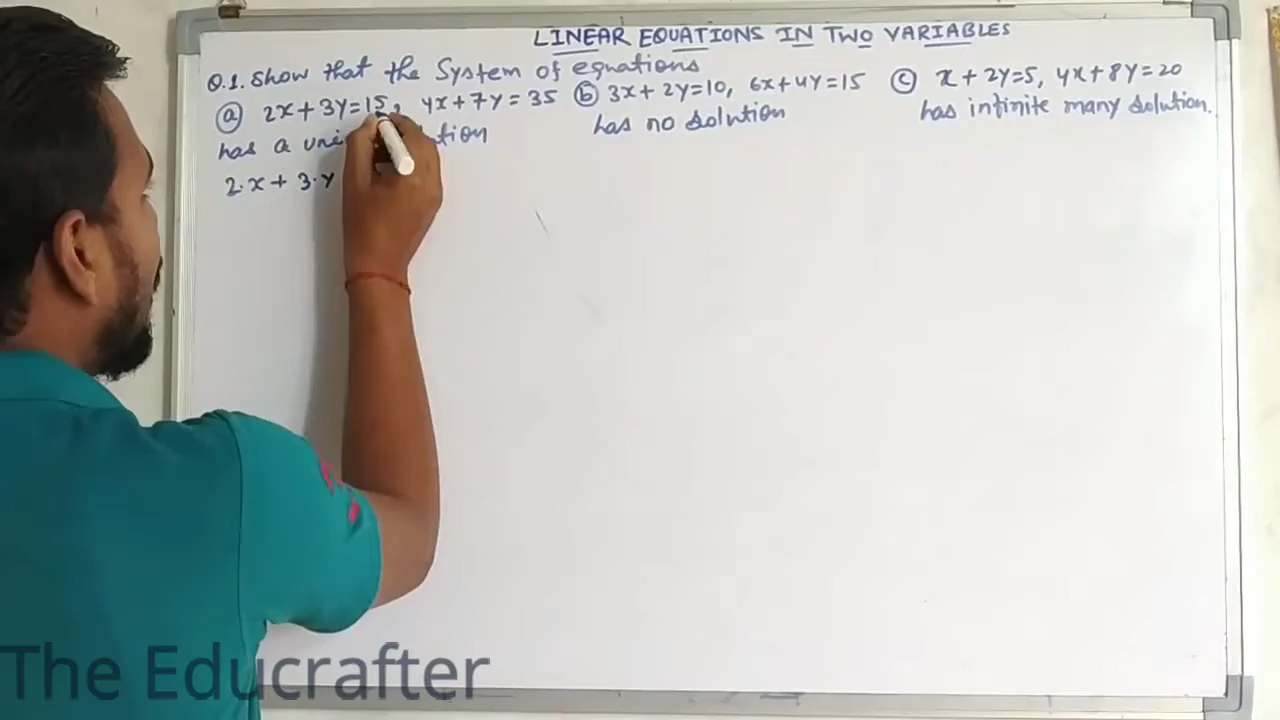 LINEAR EQUATIONS IN TWO VARIABLES
Q.1. Show that the System of equations
(a) 2x + 3y = 15, 4x + 7y = 35
has a
(b) 3x + 2y = 10, 6x + 4y = 15
has no solution
(c) x + 2y = 5, 4x + 8y = 20
has infinite many solution.
2.x + 3.y
The Educrafter